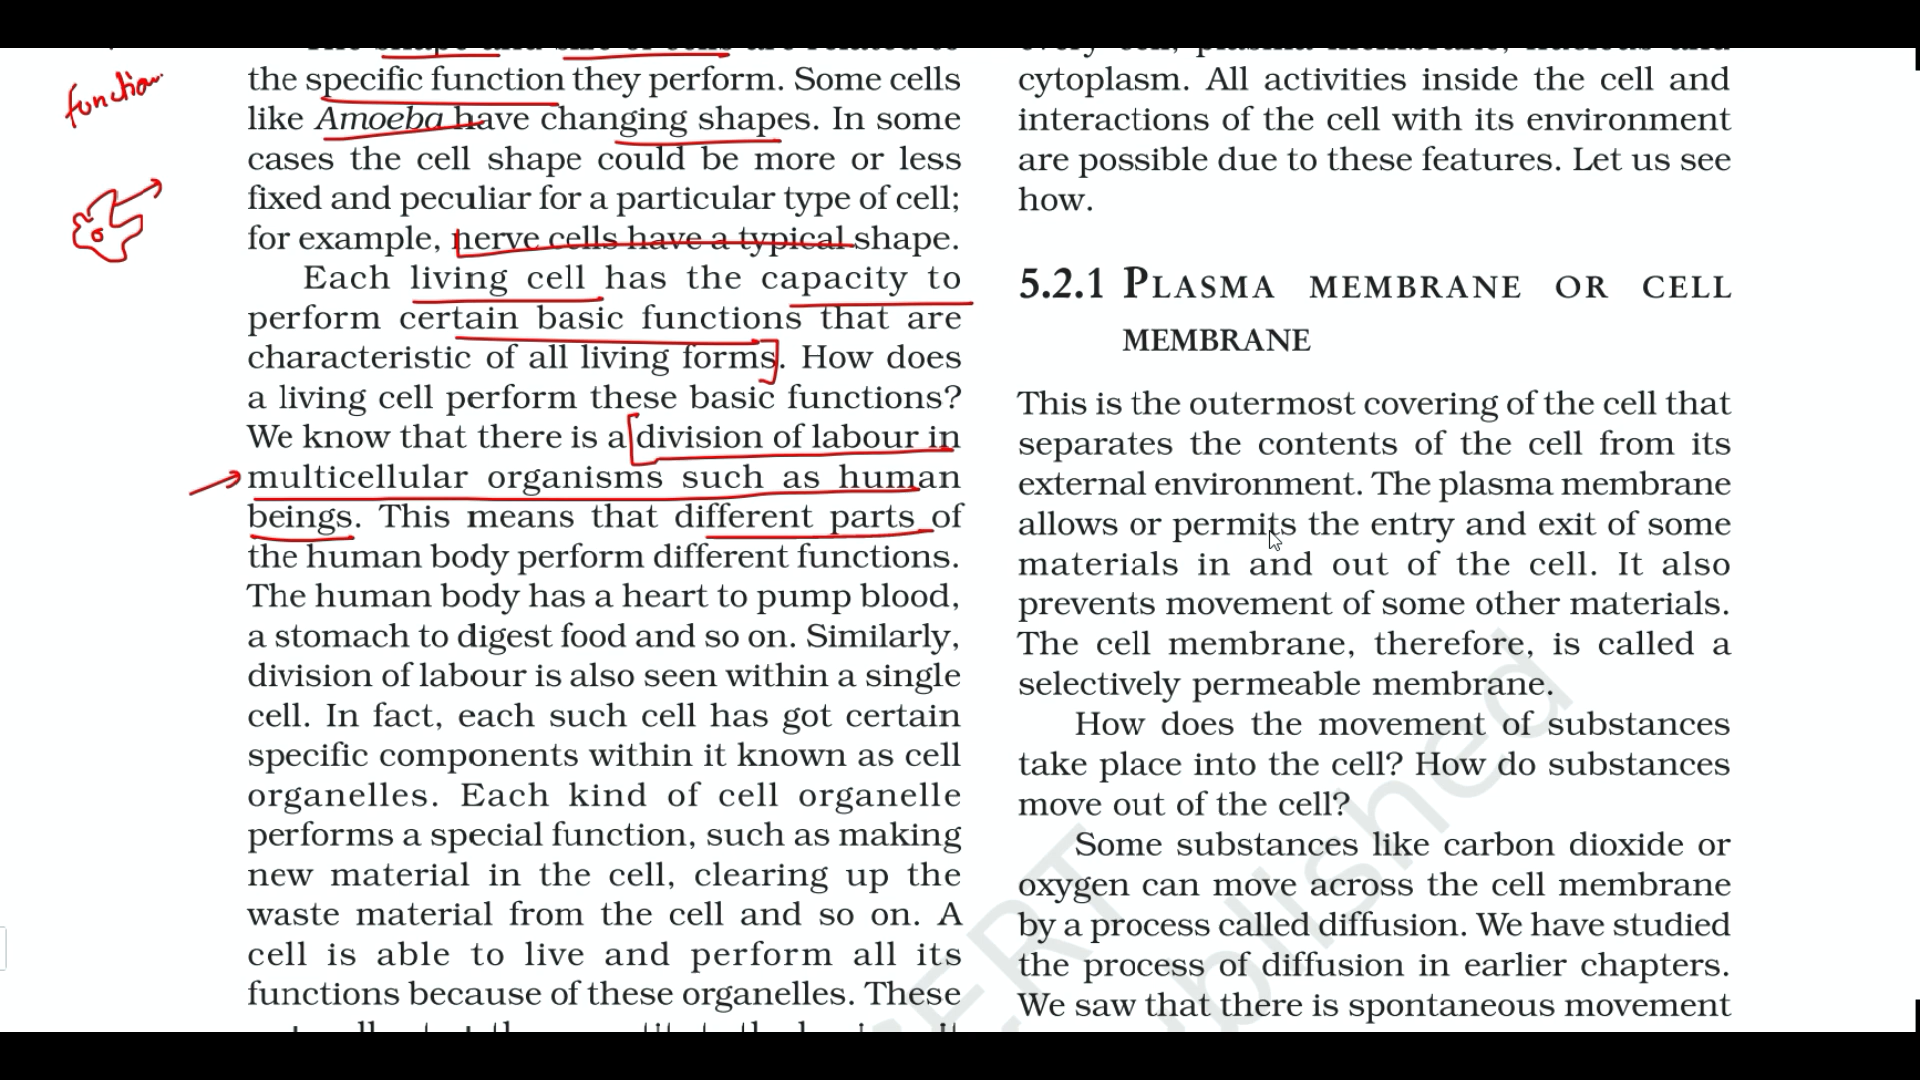 function
the specific function they perform. Some cells
like Amoeba have changing shapes. In some
cases the cell shape could be more or less
fixed and peculiar for a particular type of cell;
for example, nerve cells have a typical shape.
Each living cell has the capacity to
perform certain basic functions that are
characteristic of all living forms. How does
a living cell perform these basic functions?
We know that there is a division of labour in
multicellular organisms such as human
beings. This means that different parts of
the human body perform different functions.
The human body has a heart to pump blood,
a stomach to digest food and so on. Similarly,
division of labour is also seen within a single
cell. In fact, each such cell has got certain
specific components within it known as cell
organelles. Each kind of cell organelle
performs a special function, such as making
new material in the cell, clearing up the
waste material from the cell and so on. A
cell is able to live and perform all its
functions because of these organelles. These
cytoplasm. All activities inside the cell and
interactions of the cell with its environment
are possible due to these features. Let us see
how.
5.2.1 PLASMA MEMBRANE OR CELL
MEMBRANE
This is the outermost covering of the cell that
separates the contents of the cell from its
external environment. The plasma membrane
allows or permits the entry and exit of some
materials in and out of the cell. It also
prevents movement of some other materials.
The cell membrane, therefore, is called a
selectively permeable membrane.
How does the movement of substances
take place into the cell? How do substances
move out of the cell?
Some substances like carbon dioxide or
oxygen can move across the cell membrane
by a process called diffusion. We have studied
the process of diffusion in earlier chapters.
We saw that there is spontaneous movement